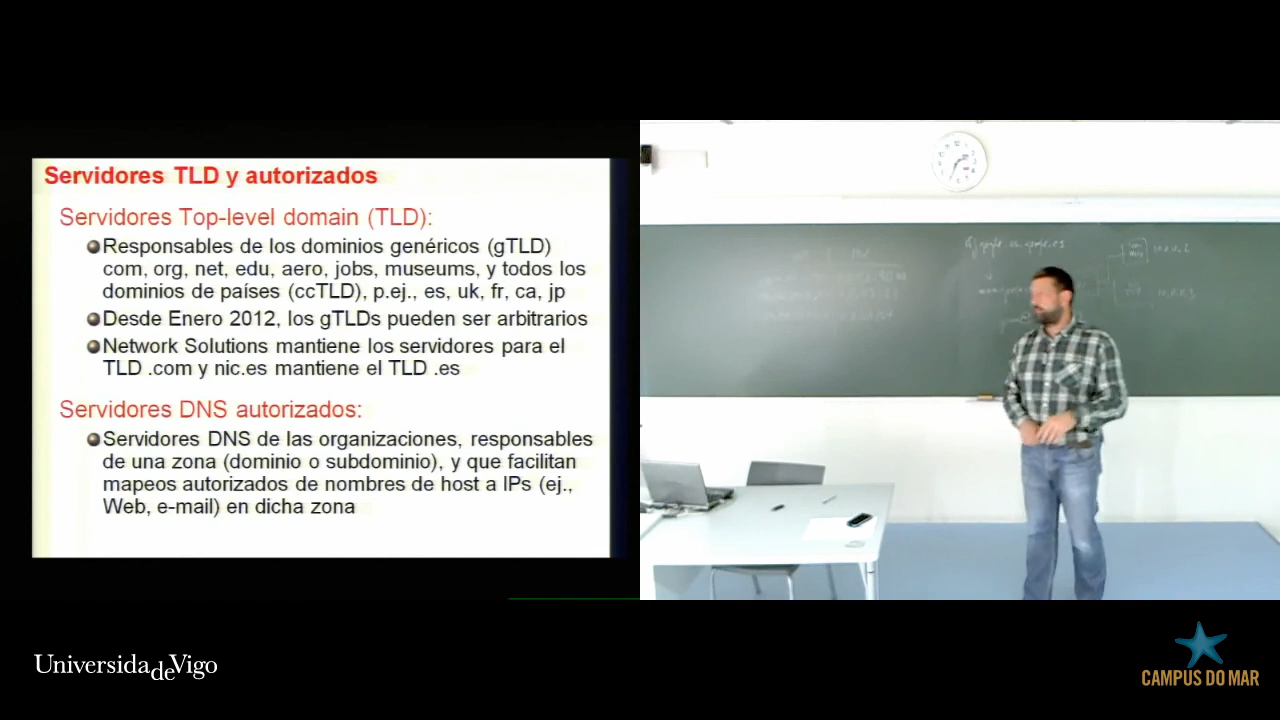 Servidores TLD y autorizados
Servidores Top-level domain (TLD):
Responsables de los dominios genéricos (gTLD)
com, org, net, edu, aero, jobs, museums, y todos los
dominios de países (ccTLD), p.ej., es, uk, fr, ca, jp
Desde Enero 2012, los gTLDs pueden ser arbitrarios
Network Solutions mantiene los servidores para el
TLD .com y nic.es mantiene el TLD .es
Servidores DNS autorizados:
Servidores DNS de las organizaciones, responsables
de una zona (dominio o subdominio), y que facilitan
mapeos autorizados de nombres de host a IPs (ej.,
Web, e-mail) en dicha zona
UniversidadeVigo
CAMPUS DO MAR